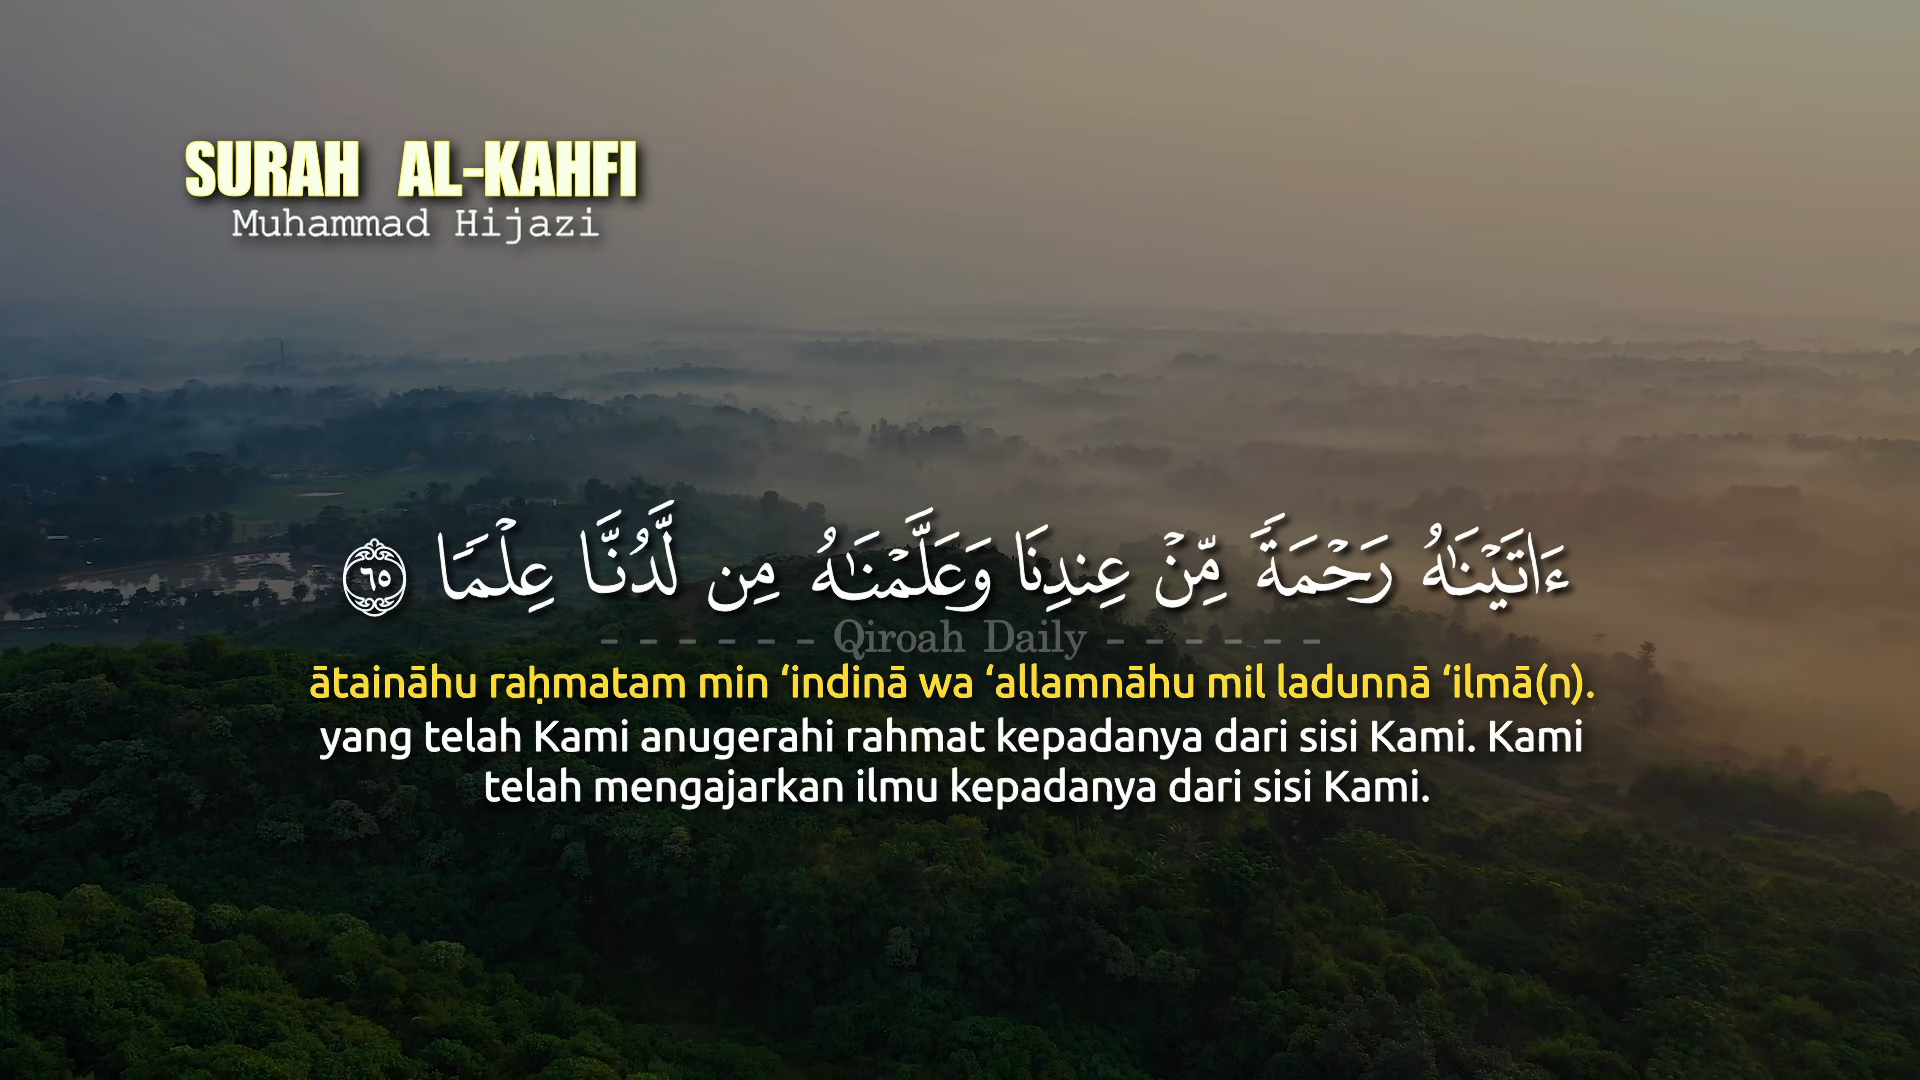 SURAH AL-KAHFI
Muhammad Hijazi
ءَاتَيْنَٰهُ رَحْمَةً مِّنْ عِندِنَا وَعَلَّمْنَٰهُ مِن لَّدُنَّا عِلْمًا ٦٥
- - - - - - Qiroah Daily - - - - - -
ātaināhu raḥmatam min ‘indinā wa ‘allamnāhu mil ladunnā ‘ilmā(n).
yang telah Kami anugerahi rahmat kepadanya dari sisi Kami. Kami
telah mengajarkan ilmu kepadanya dari sisi Kami.